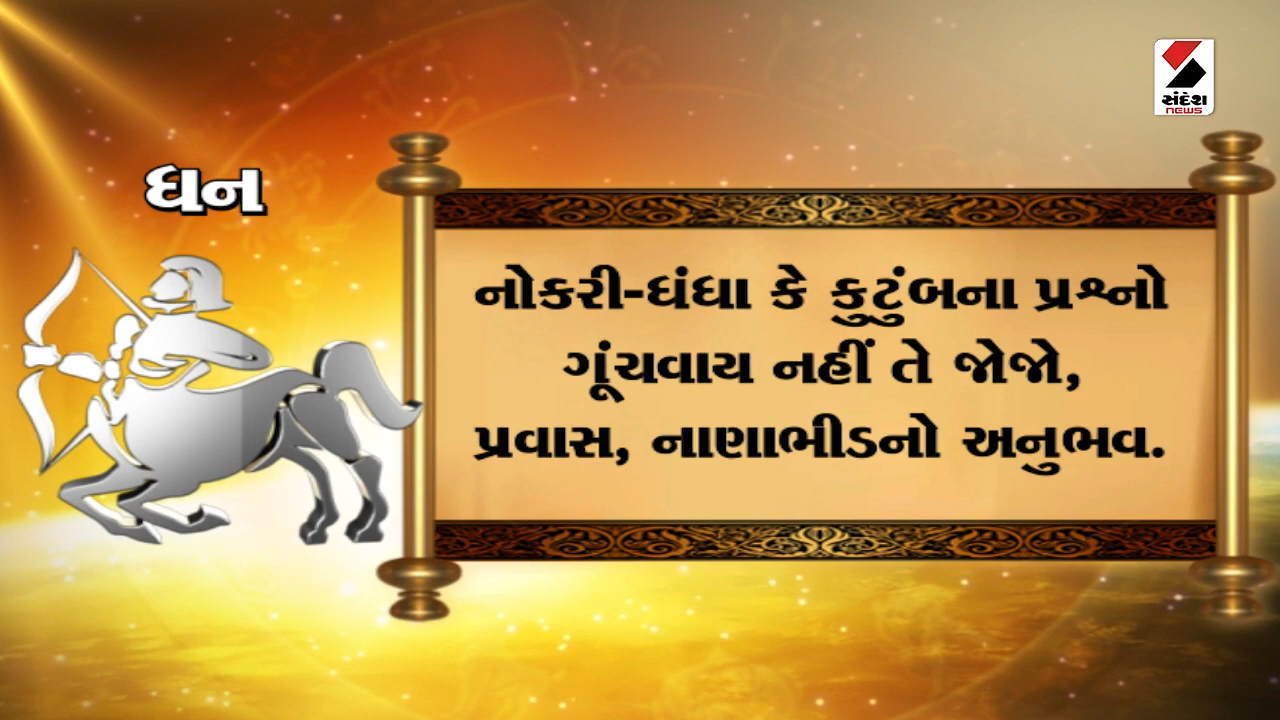 સંદેશ
NEWS
ધન
નોકરી-ધંધા કે કુટુંબના પ્રશ્નો
ગૂંચવાય નહીં તે જોજો,
પ્રવાસ, નાણાભીડનો અનુભવ.